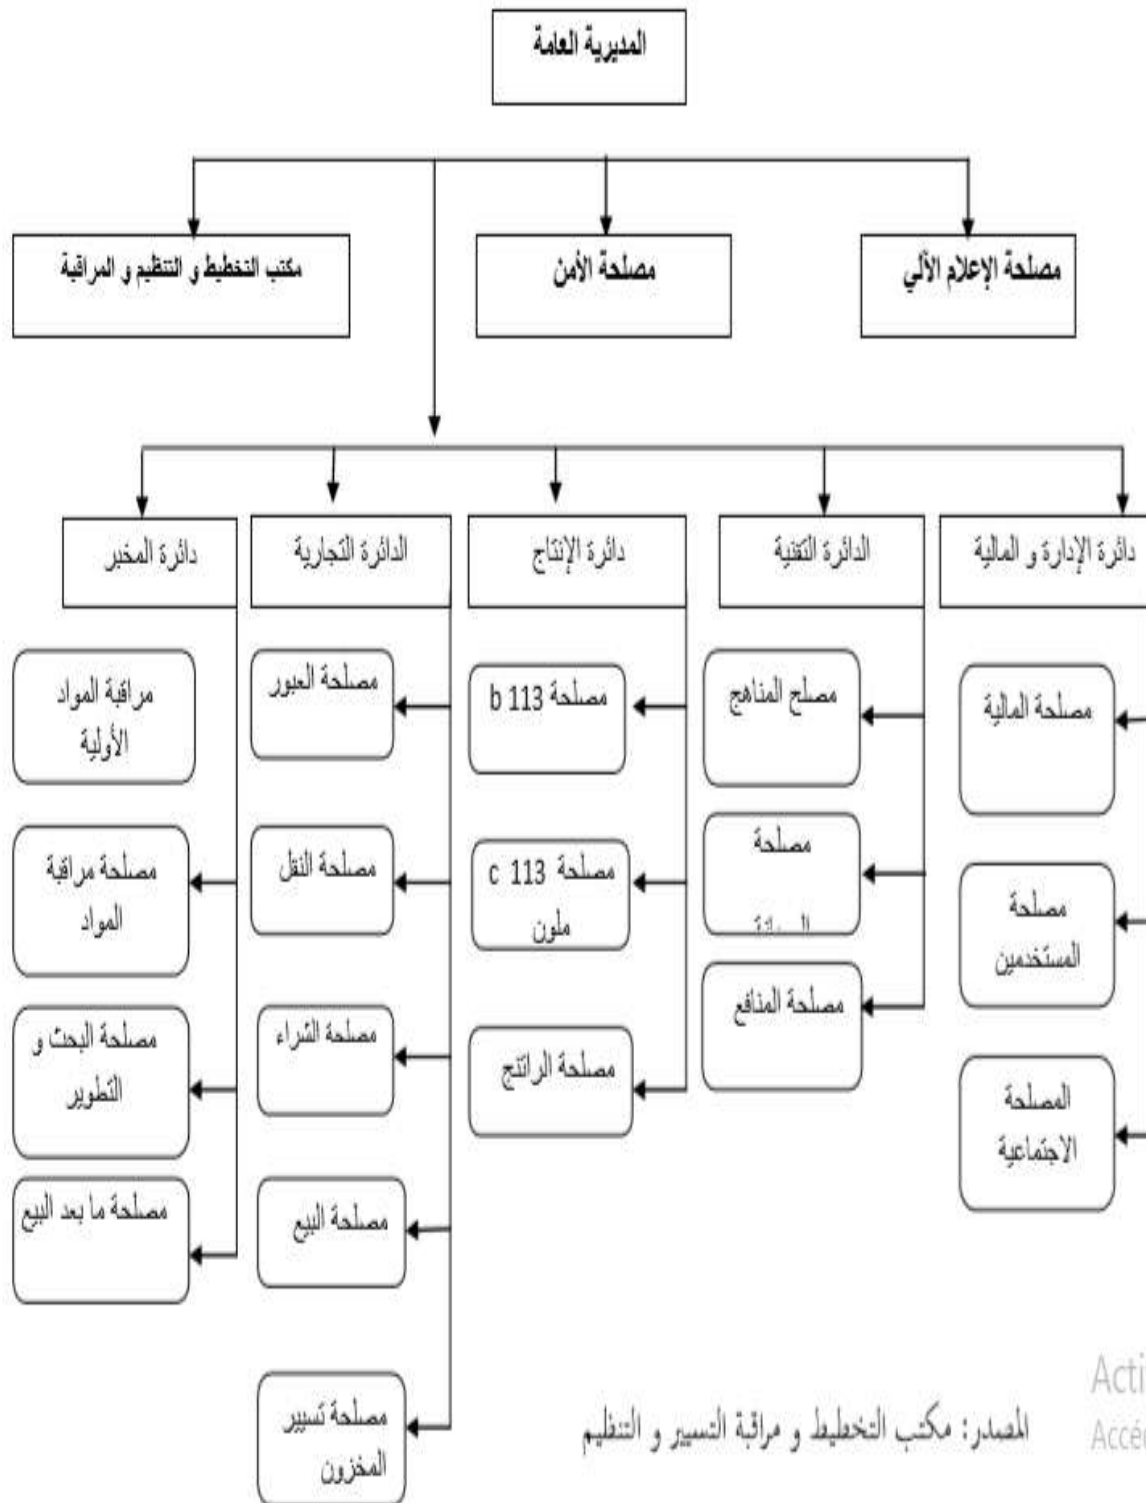 المديرية العامة
مصلحة الإعلام الألي
مصلحة الأمن
مكتب التخطيط و التنظيم و المراقبة
دائرة الإدارة و المالية
الدائرة التقنية
دائرة الإنتاج
الدائرة التجارية
دائرة المخبر
مصلحة المالية
مصلحة
المستخدمين
المصلحة
الاجتماعية
مصلح المناهج
مصلحة
مصلحة المنافع
مصلحة 113 b
مصلحة 113 c
ملون
مصلحة الراتنج
مصلحة العبور
مصلحة النقل
مصلحة الشراء
مصلحة البيع
مصلحة تسيير
المخزون
مراقبة المواد
الأولية
مصلحة مراقبة
المواد
مصلحة البحث و
التطوير
مصلحة ما بعد البيع
المصدر: مكتب التخطيط و مراقبة التسيير و التنظيم